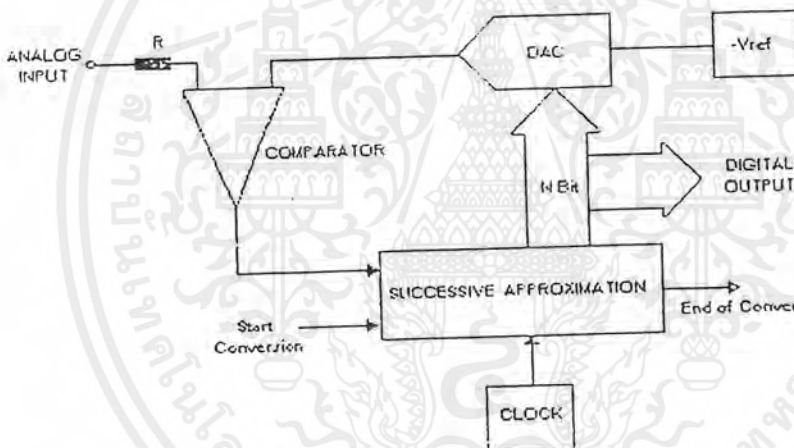 ANALOG
INPUT
R
DAC
-Vref
COMPARATOR
N Bit
DIGITAL
OUTPUT
SUCCESSIVE APPROXIMATION
Start
Conversion
End of Conver
CLOCK